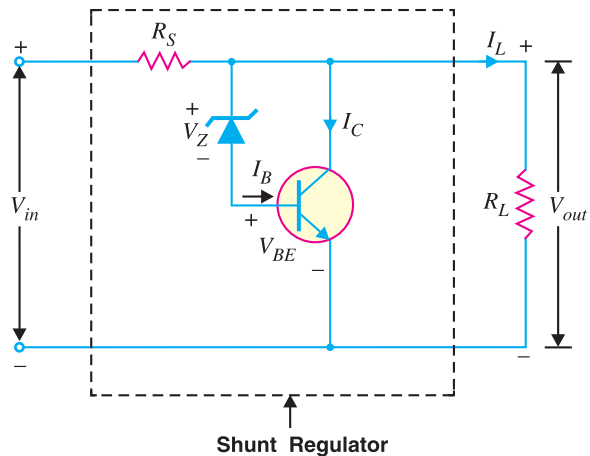 R_S
I_L
+
+
+
V_Z
I_C
−
I_B
V_in
R_L
V_out
+
V_BE
−
−
−
Shunt Regulator